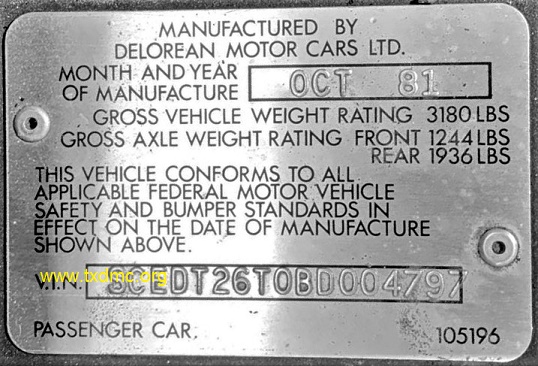 MANUFACTURED BY
DELOREAN MOTOR CARS LTD.
MONTH AND YEAR
OF MANUFACTURE OCT 81
GROSS VEHICLE WEIGHT RATING 3180 LBS
GROSS AXLE WEIGHT RATING FRONT 1244 LBS
REAR 1936 LBS
THIS VEHICLE CONFORMS TO ALL
APPLICABLE FEDERAL MOTOR VEHICLE
SAFETY AND BUMPER STANDARDS IN
EFFECT ON THE DATE OF MANUFACTURE
SHOWN ABOVE.
www.txdmc.org
V.I.N. SCEDT26T0BD004797
PASSENGER CAR. 105196